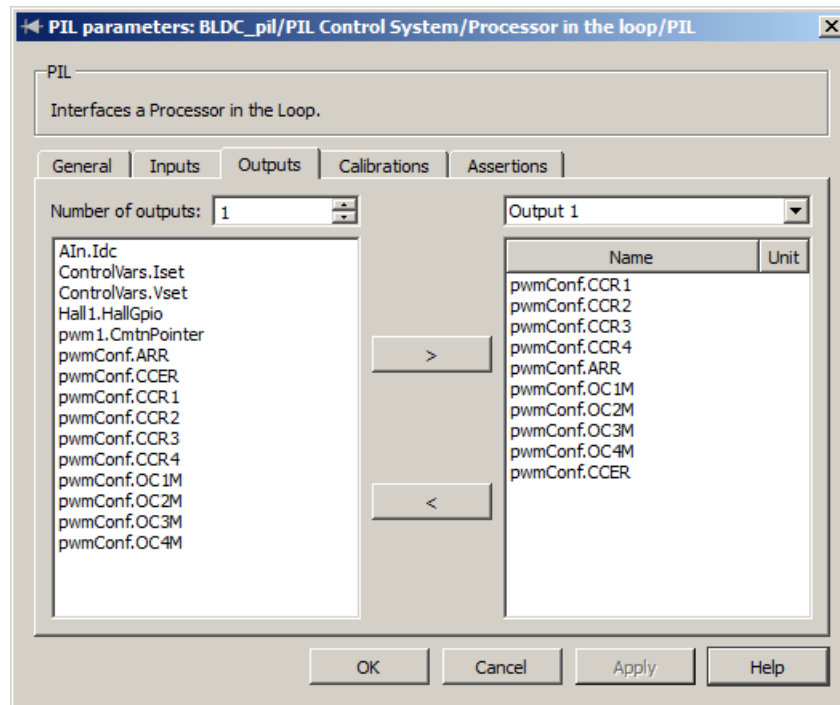 PIL parameters: BLDC_pil/PIL Control System/Processor in the loop/PIL
PIL
Interfaces a Processor in the Loop.
General Inputs Outputs Calibrations Assertions
Number of outputs: 1
AIn.Idc
ControlVars.Iset
ControlVars.Vset
Hall1.HallGpio
pwm1.CmtnPointer
pwmConf.ARR
pwmConf.CCER
pwmConf.CCR1
pwmConf.CCR2
pwmConf.CCR3
pwmConf.CCR4
pwmConf.OC1M
pwmConf.OC2M
pwmConf.OC3M
pwmConf.OC4M
>
<
Output 1
Name Unit
pwmConf.CCR1
pwmConf.CCR2
pwmConf.CCR3
pwmConf.CCR4
pwmConf.ARR
pwmConf.OC1M
pwmConf.OC2M
pwmConf.OC3M
pwmConf.OC4M
pwmConf.CCER
OK Cancel Apply Help